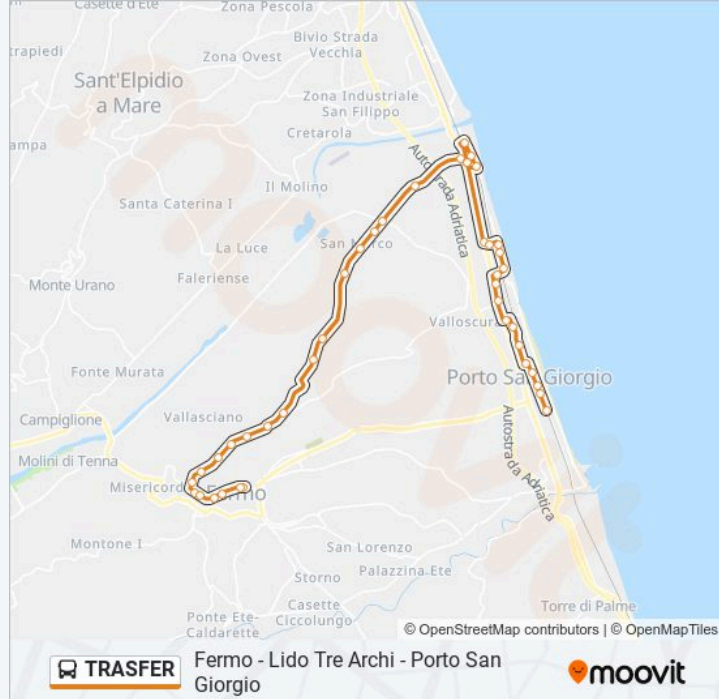 Casette d'Ete
Zona Pescola
trapiedi
Bivio Strada
Vecchia
Zona Ovest
Sant'Elpidio
a Mare
Zona Industriale
San Filippo
Cretarola
ampa
Autostrada Adriatica
Il Molino
Santa Caterina I
La Luce
San Marco
Faleriense
Monte Urano
Valloscura
Fonte Murata
Porto San Giorgio
Campiglione
Vallasciano
Molini di Tenna
Misericord
Fermo
Autostrada Adriatica
Montone I
San Lorenzo
Palazzina Ete
Storno
Casette
Ciccolungo
Ponte Ete-
Caldarette
Torre di Palme
moovit
© OpenStreetMap contributors | © OpenMapTiles
TRASFER
Fermo - Lido Tre Archi - Porto San
Giorgio
moovit